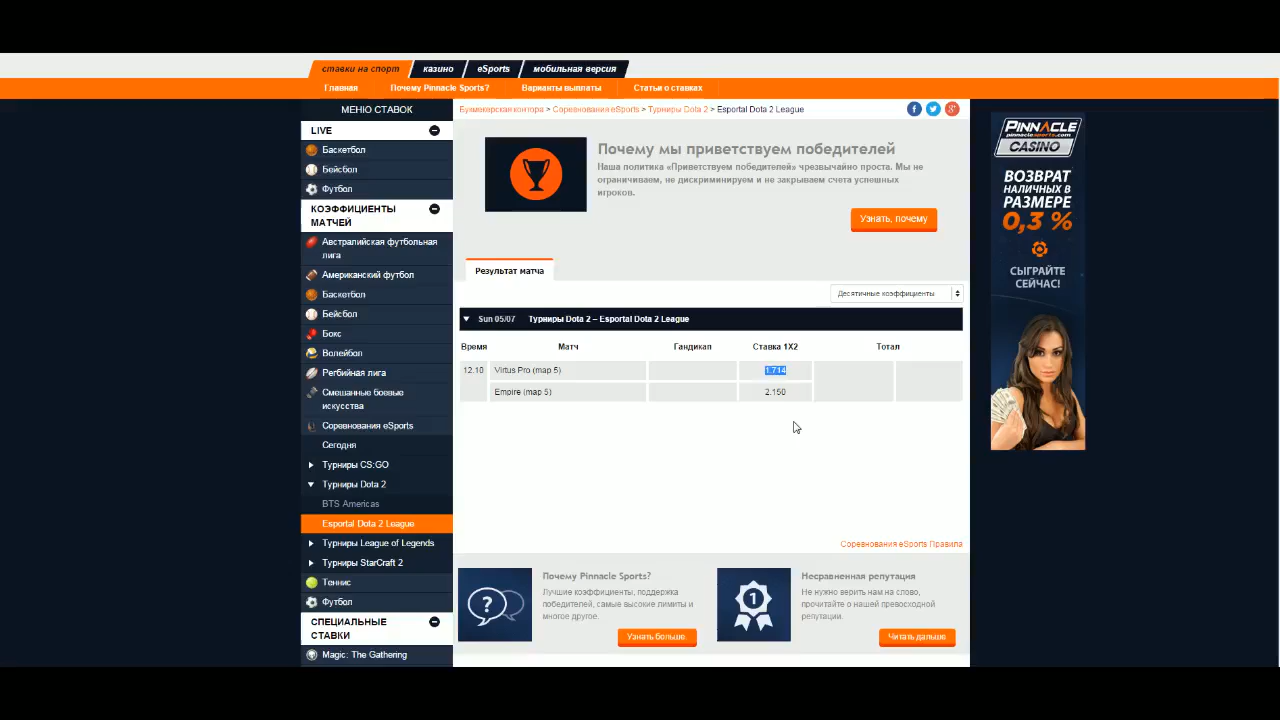 ставки на спорт казино eSports мобильная версия
Главная Почему Pinnacle Sports? Варианты выплаты Статьи о ставках
МЕНЮ СТАВОК
LIVE
Баскетбол
Бейсбол
Футбол
КОЭФФИЦИЕНТЫ
МАТЧЕЙ
Австралийская футбольная
лига
Американский футбол
Баскетбол
Бейсбол
Бокс
Волейбол
Регбийная лига
Смешанные боевые
искусства
Соревнования eSports
Сегодня
Турниры CS:GO
Турниры Dota 2
BTS Americas
Esportal Dota 2 League
Турниры League of Legends
Турниры StarCraft 2
Теннис
Футбол
СПЕЦИАЛЬНЫЕ
СТАВКИ
Magic: The Gathering
Букмекерская контора > Соревнования eSports > Турниры Dota 2 > Esportal Dota 2 League
Почему мы приветствуем победителей
Наша политика «Приветствуем победителей» чрезвычайно проста. Мы не
ограничиваем, не дискриминируем и не закрываем счета успешных
игроков.
Узнать, почему
Результат матча
Десятичные коэффициенты
Sun 05/07 Турниры Dota 2 – Esportal Dota 2 League
Время Матч Гандикап Ставка 1X2 Тотал
12.10 Virtus Pro (map 5) 1.714
Empire (map 5) 2.150
Соревнования eSports Правила
Почему Pinnacle Sports?
Лучшие коэффициенты, поддержка
победителей, самые высокие лимиты и
многое другое.
Узнать больше.
1
Несравненная репутация
Не нужно верить нам на слово,
прочитайте о нашей превосходной
репутации.
Читать дальше
PINNACLE
pinnaclesports.com
CASINO
ВОЗВРАТ
НАЛИЧНЫХ В
РАЗМЕРЕ
0,3 %
СЫГРАЙТЕ
СЕЙЧАС!